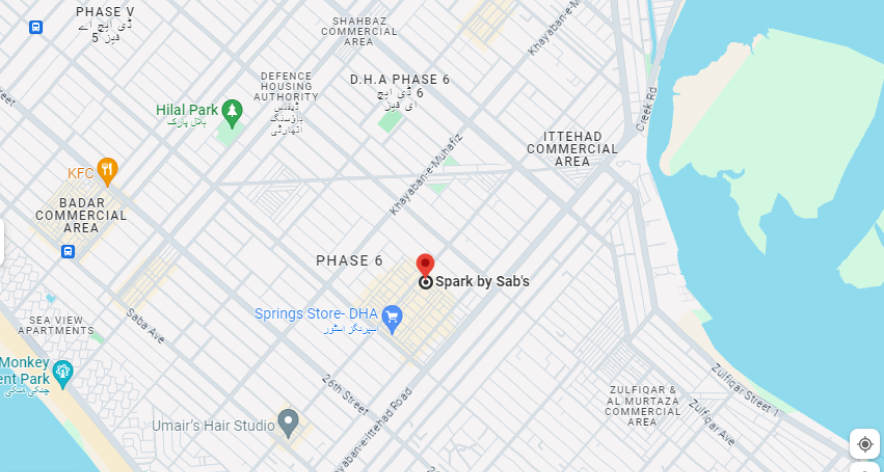 PHASE V
ڈی ایچ اے
فیز 5
SHAHBAZ
COMMERCIAL
AREA
Khayaban-e-
DEFENCE
HOUSING
AUTHORITY
ڈیفنس
ہاؤسنگ
اتھارٹی
D.H.A PHASE 6
6 ڈی ایچ
ای فیز
Hilal Park
ہلال پارک
Creek Rd
ITTEHAD
COMMERCIAL
AREA
Khayaban-e-Muhafiz
KFC
BADAR
COMMERCIAL
AREA
PHASE 6
Spark by Sab's
Springs Store- DHA
اسپرنگز اسٹور
SEA VIEW
APARTMENTS
Saba Ave
Monkey
ent Park
26th Street
Umair's Hair Studio
yaban-e-Ittehad Road
ZULFIQAR &
AL MURTAZA
COMMERCIAL
AREA
Zulfiqar Street 1
Zulfiqar Ave